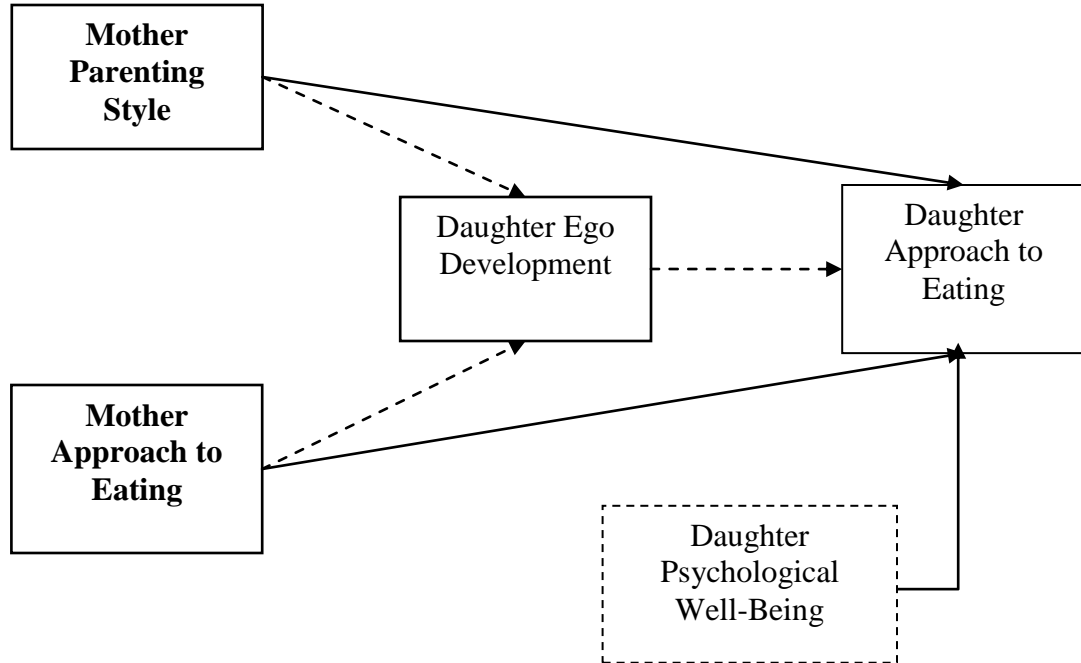 Mother
Parenting
Style
Daughter Ego
Development
Daughter
Approach to
Eating
Mother
Approach to
Eating
Daughter
Psychological
Well-Being